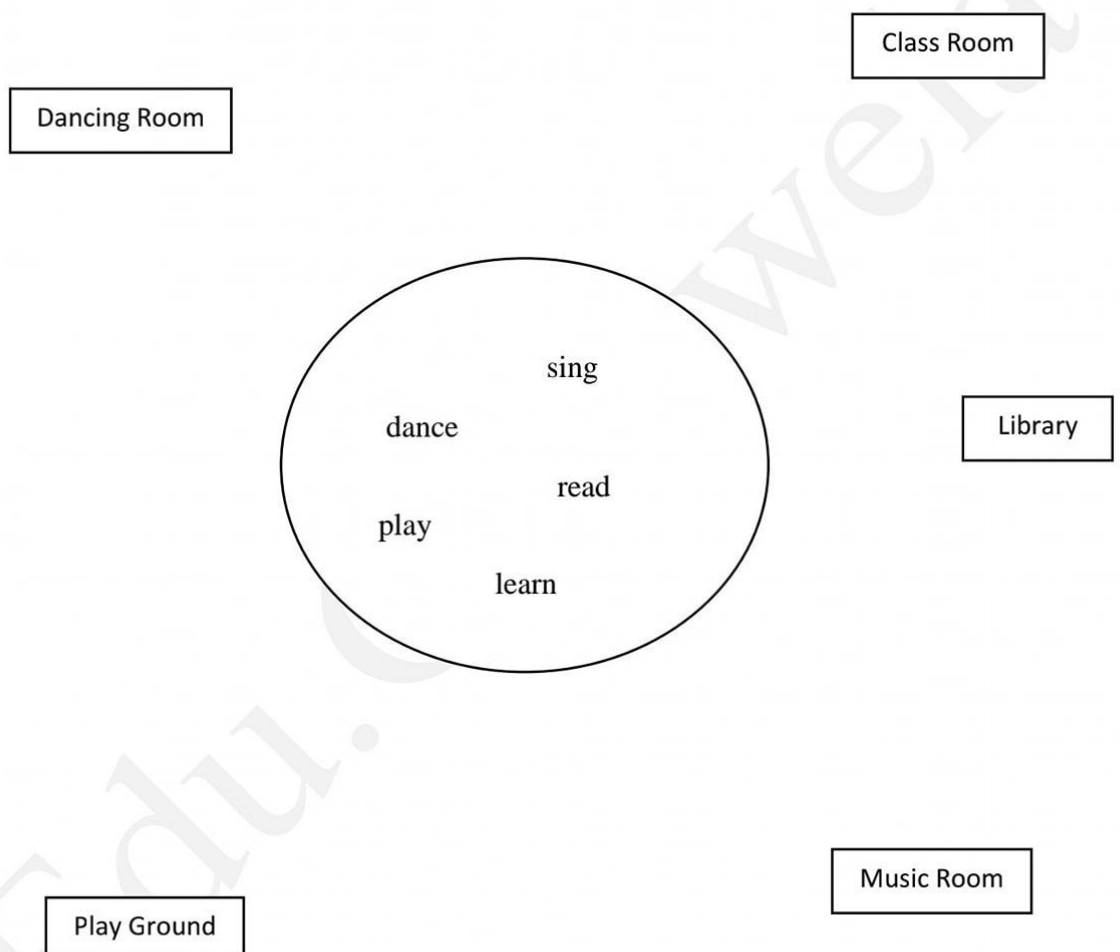 Class Room
Dancing Room
sing
dance
Library
read
play
learn
Music Room
Play Ground